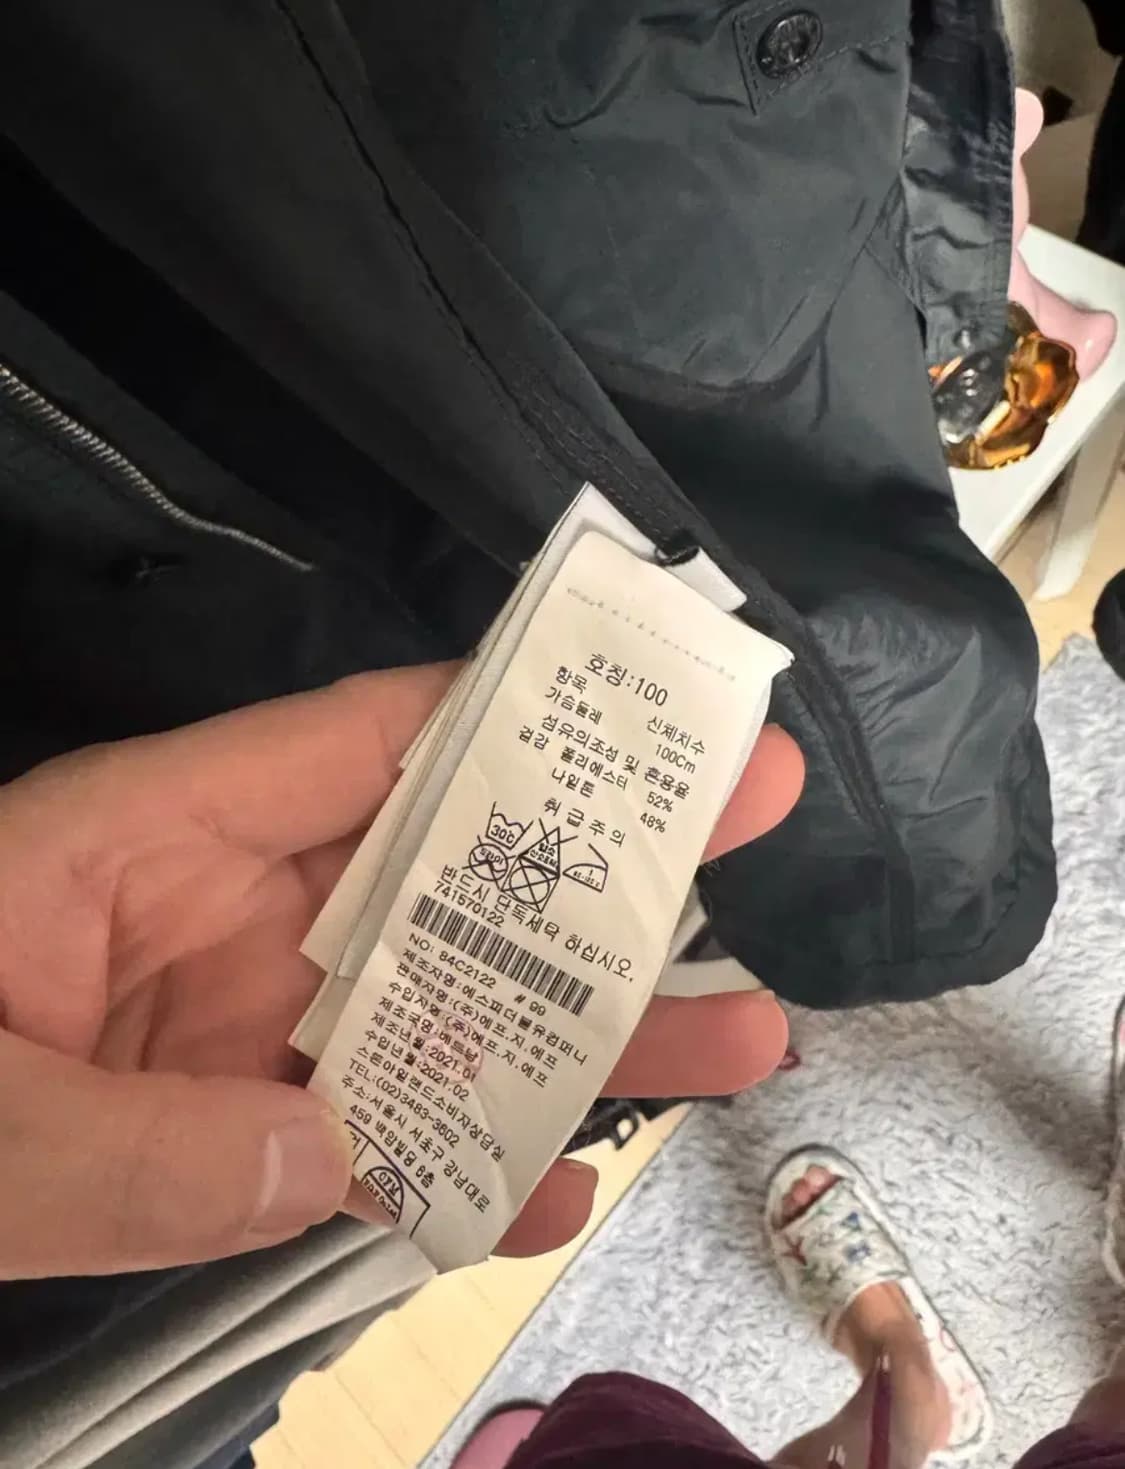 호칭:100
항목 신체치수
가슴둘레 100Cm
섬유의조성 및 혼용율
겉감 폴리에스터 52%
나일론 48%
취급주의
30C
반드시 단독세탁 하십시오.
741570122
NO: 84C2122 # 99
제조자명:에스피더블유컴퍼니
판매자명:(주)에프.지.에프
수입자명:(주)에프.지.에프
제조국명:베트남
제조년월:2021.01
수입년월:2021.02
스톤아일랜드소비자상담실
TEL:(02)3483-3602
주소:서울시 서초구 강남대로
459 백암빌딩 6층